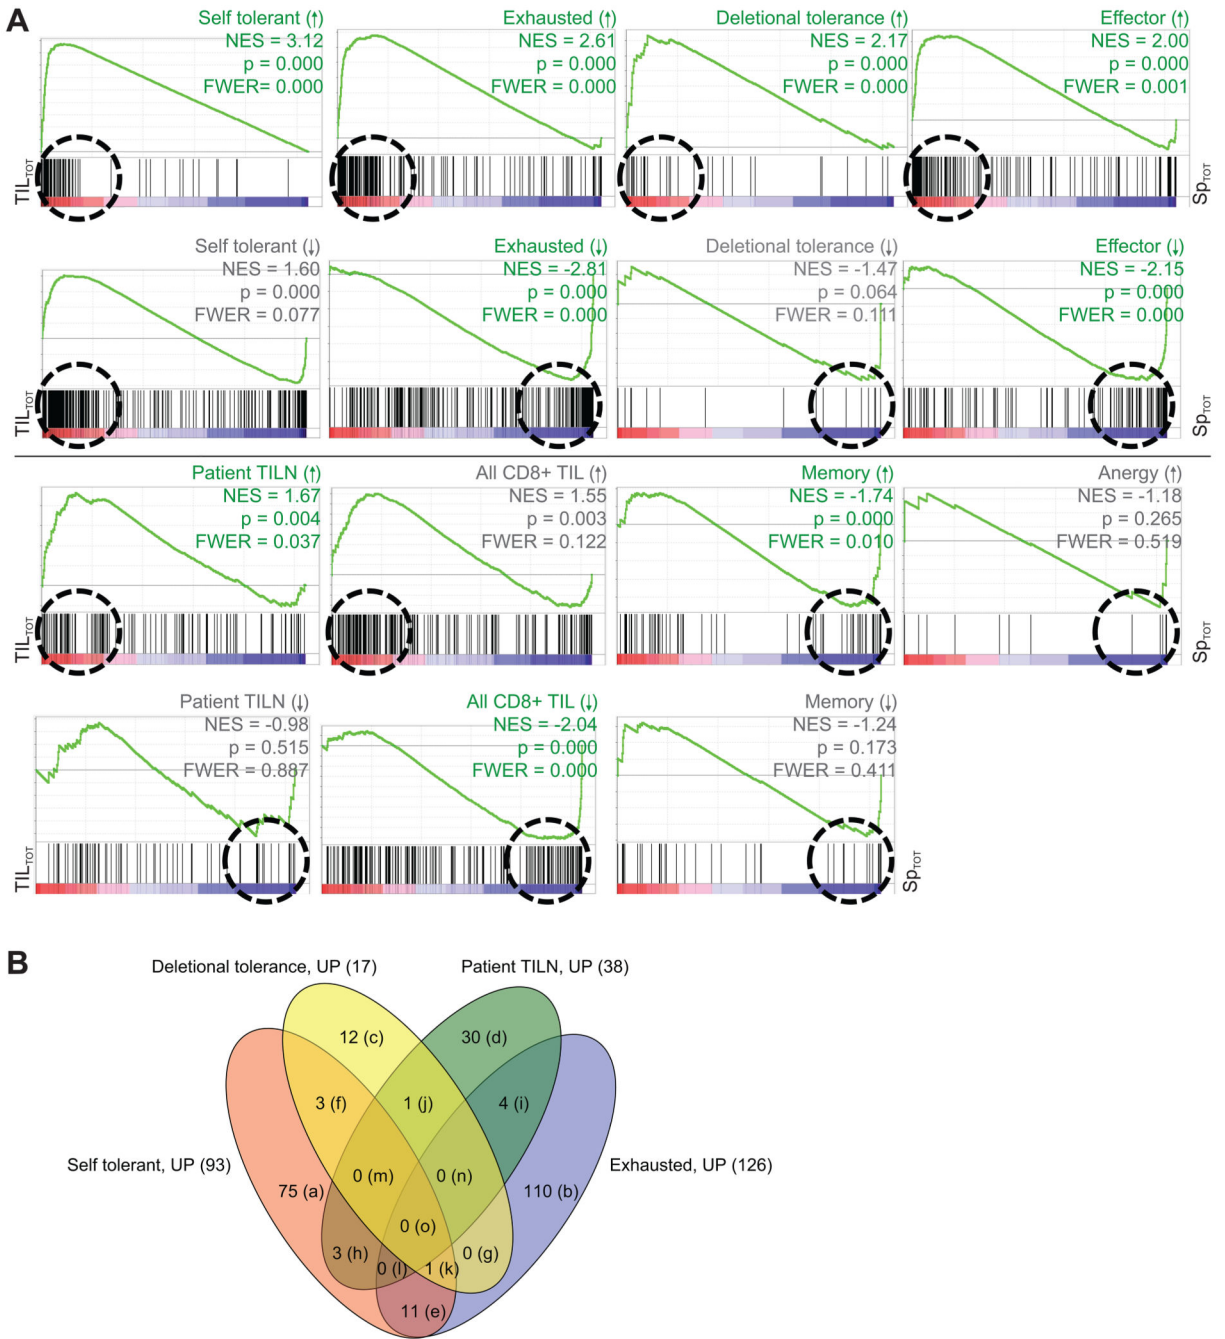 A
Self tolerant (↑)
NES = 3.12
p = 0.000
FWER= 0.000
Exhausted (↑)
NES = 2.61
p = 0.000
FWER = 0.000
Deletional tolerance (↑)
NES = 2.17
p = 0.000
FWER = 0.000
Effector (↑)
NES = 2.00
p = 0.000
FWER = 0.001
TILTOT
SpTOT
Self tolerant (↓)
NES = 1.60
p = 0.000
FWER = 0.077
Exhausted (↓)
NES = -2.81
p = 0.000
FWER = 0.000
Deletional tolerance (↓)
NES = -1.47
p = 0.064
FWER = 0.111
Effector (↓)
NES = -2.15
p = 0.000
FWER = 0.000
TILTOT
SpTOT
Patient TILN (↑)
NES = 1.67
p = 0.004
FWER = 0.037
All CD8+ TIL (↑)
NES = 1.55
p = 0.003
FWER = 0.122
Memory (↑)
NES = -1.74
p = 0.000
FWER = 0.010
Anergy (↑)
NES = -1.18
p = 0.265
FWER = 0.519
TILTOT
SpTOT
Patient TILN (↓)
NES = -0.98
p = 0.515
FWER = 0.887
All CD8+ TIL (↓)
NES = -2.04
p = 0.000
FWER = 0.000
Memory (↓)
NES = -1.24
p = 0.173
FWER = 0.411
TILTOT
SpTOT
B
Deletional tolerance, UP (17)
Patient TILN, UP (38)
12 (c)
30 (d)
3 (f)
1 (j)
4 (i)
Self tolerant, UP (93)
Exhausted, UP (126)
0 (m)
0 (n)
75 (a)
110 (b)
0 (o)
3 (h)
0 (g)
0 (l)
1 (k)
11 (e)